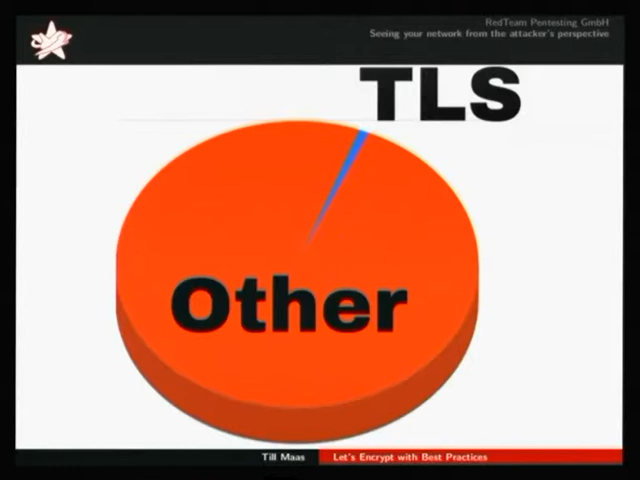 RedTeam Pentesting GmbH
Seeing your network from the attacker's perspective
TLS
Other
Till Maas
Let's Encrypt with Best Practices